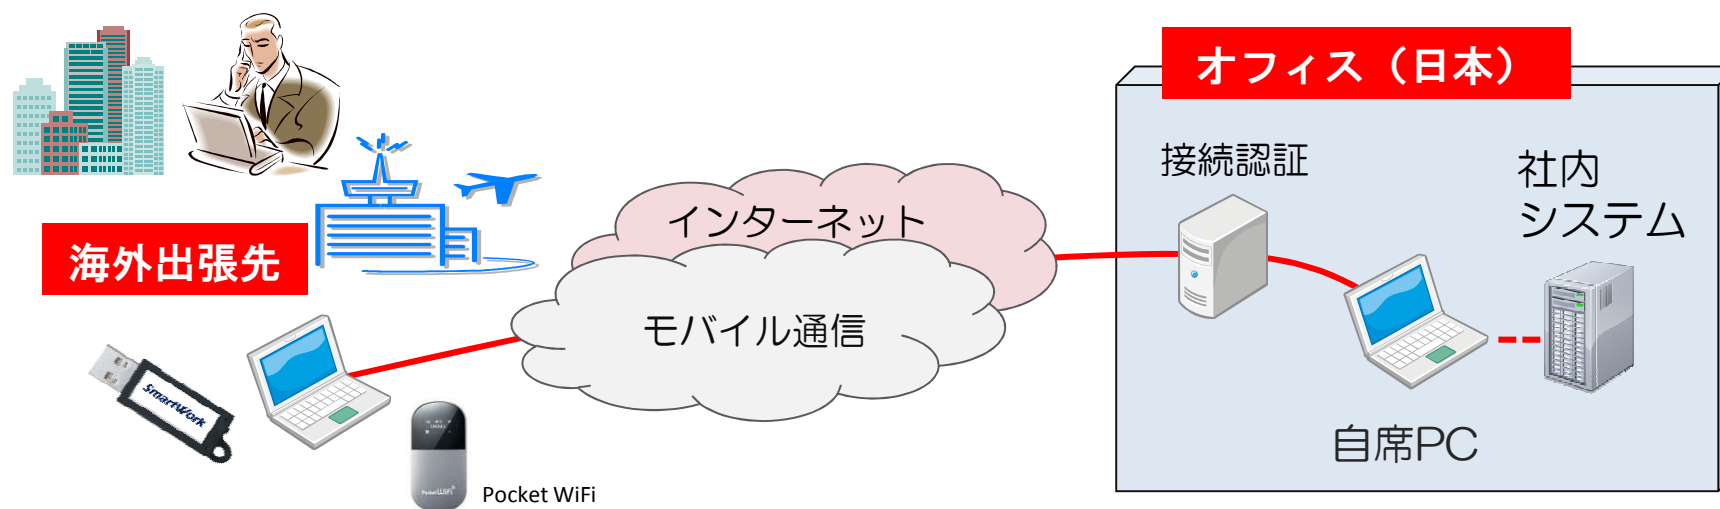 オフィス（日本）
接続認証
社内
システム
インターネット
海外出張先
モバイル通信
SmartWork
自席PC
PocketWiFi
Pocket WiFi